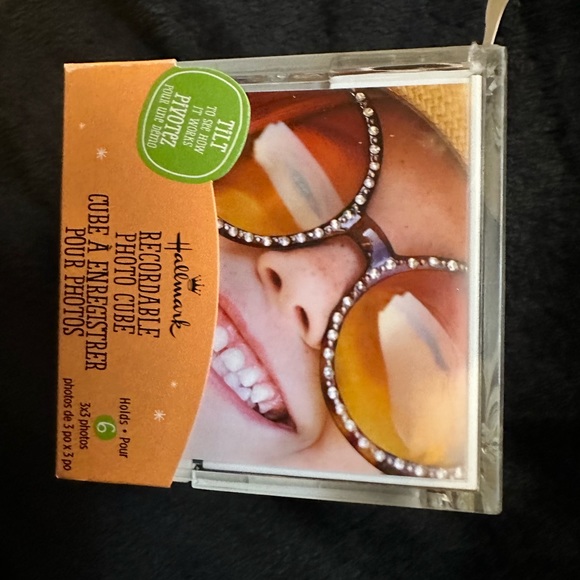 TILT
TO SEE HOW
IT WORKS
PIVOTEZ
POUR UNE DÉMO
Hallmark
RECORDABLE
PHOTO CUBE
CUBE À ENREGISTRER
POUR PHOTOS
Holds • Pour
6
3x3 photos
photos de 3 po x 3 po